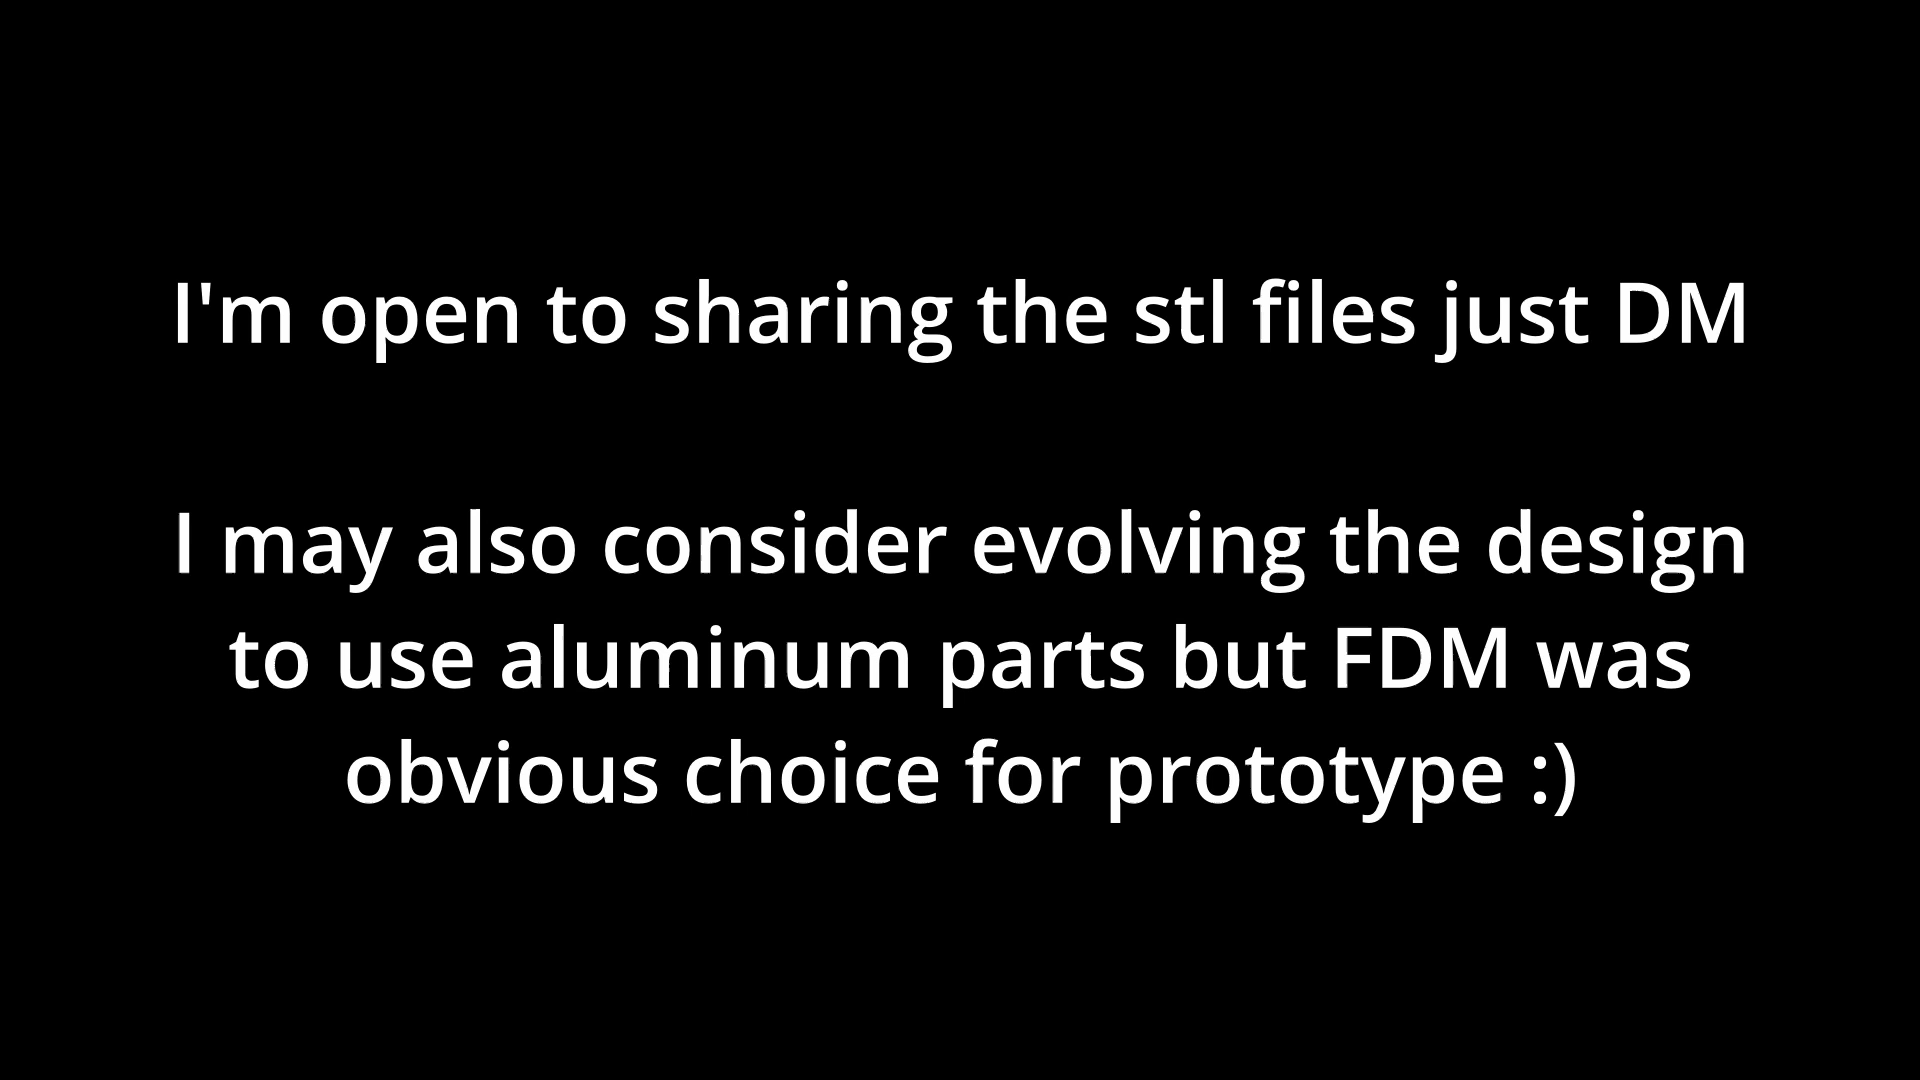 I'm open to sharing the stl files just DM
I may also consider evolving the design
to use aluminum parts but FDM was
obvious choice for prototype :)